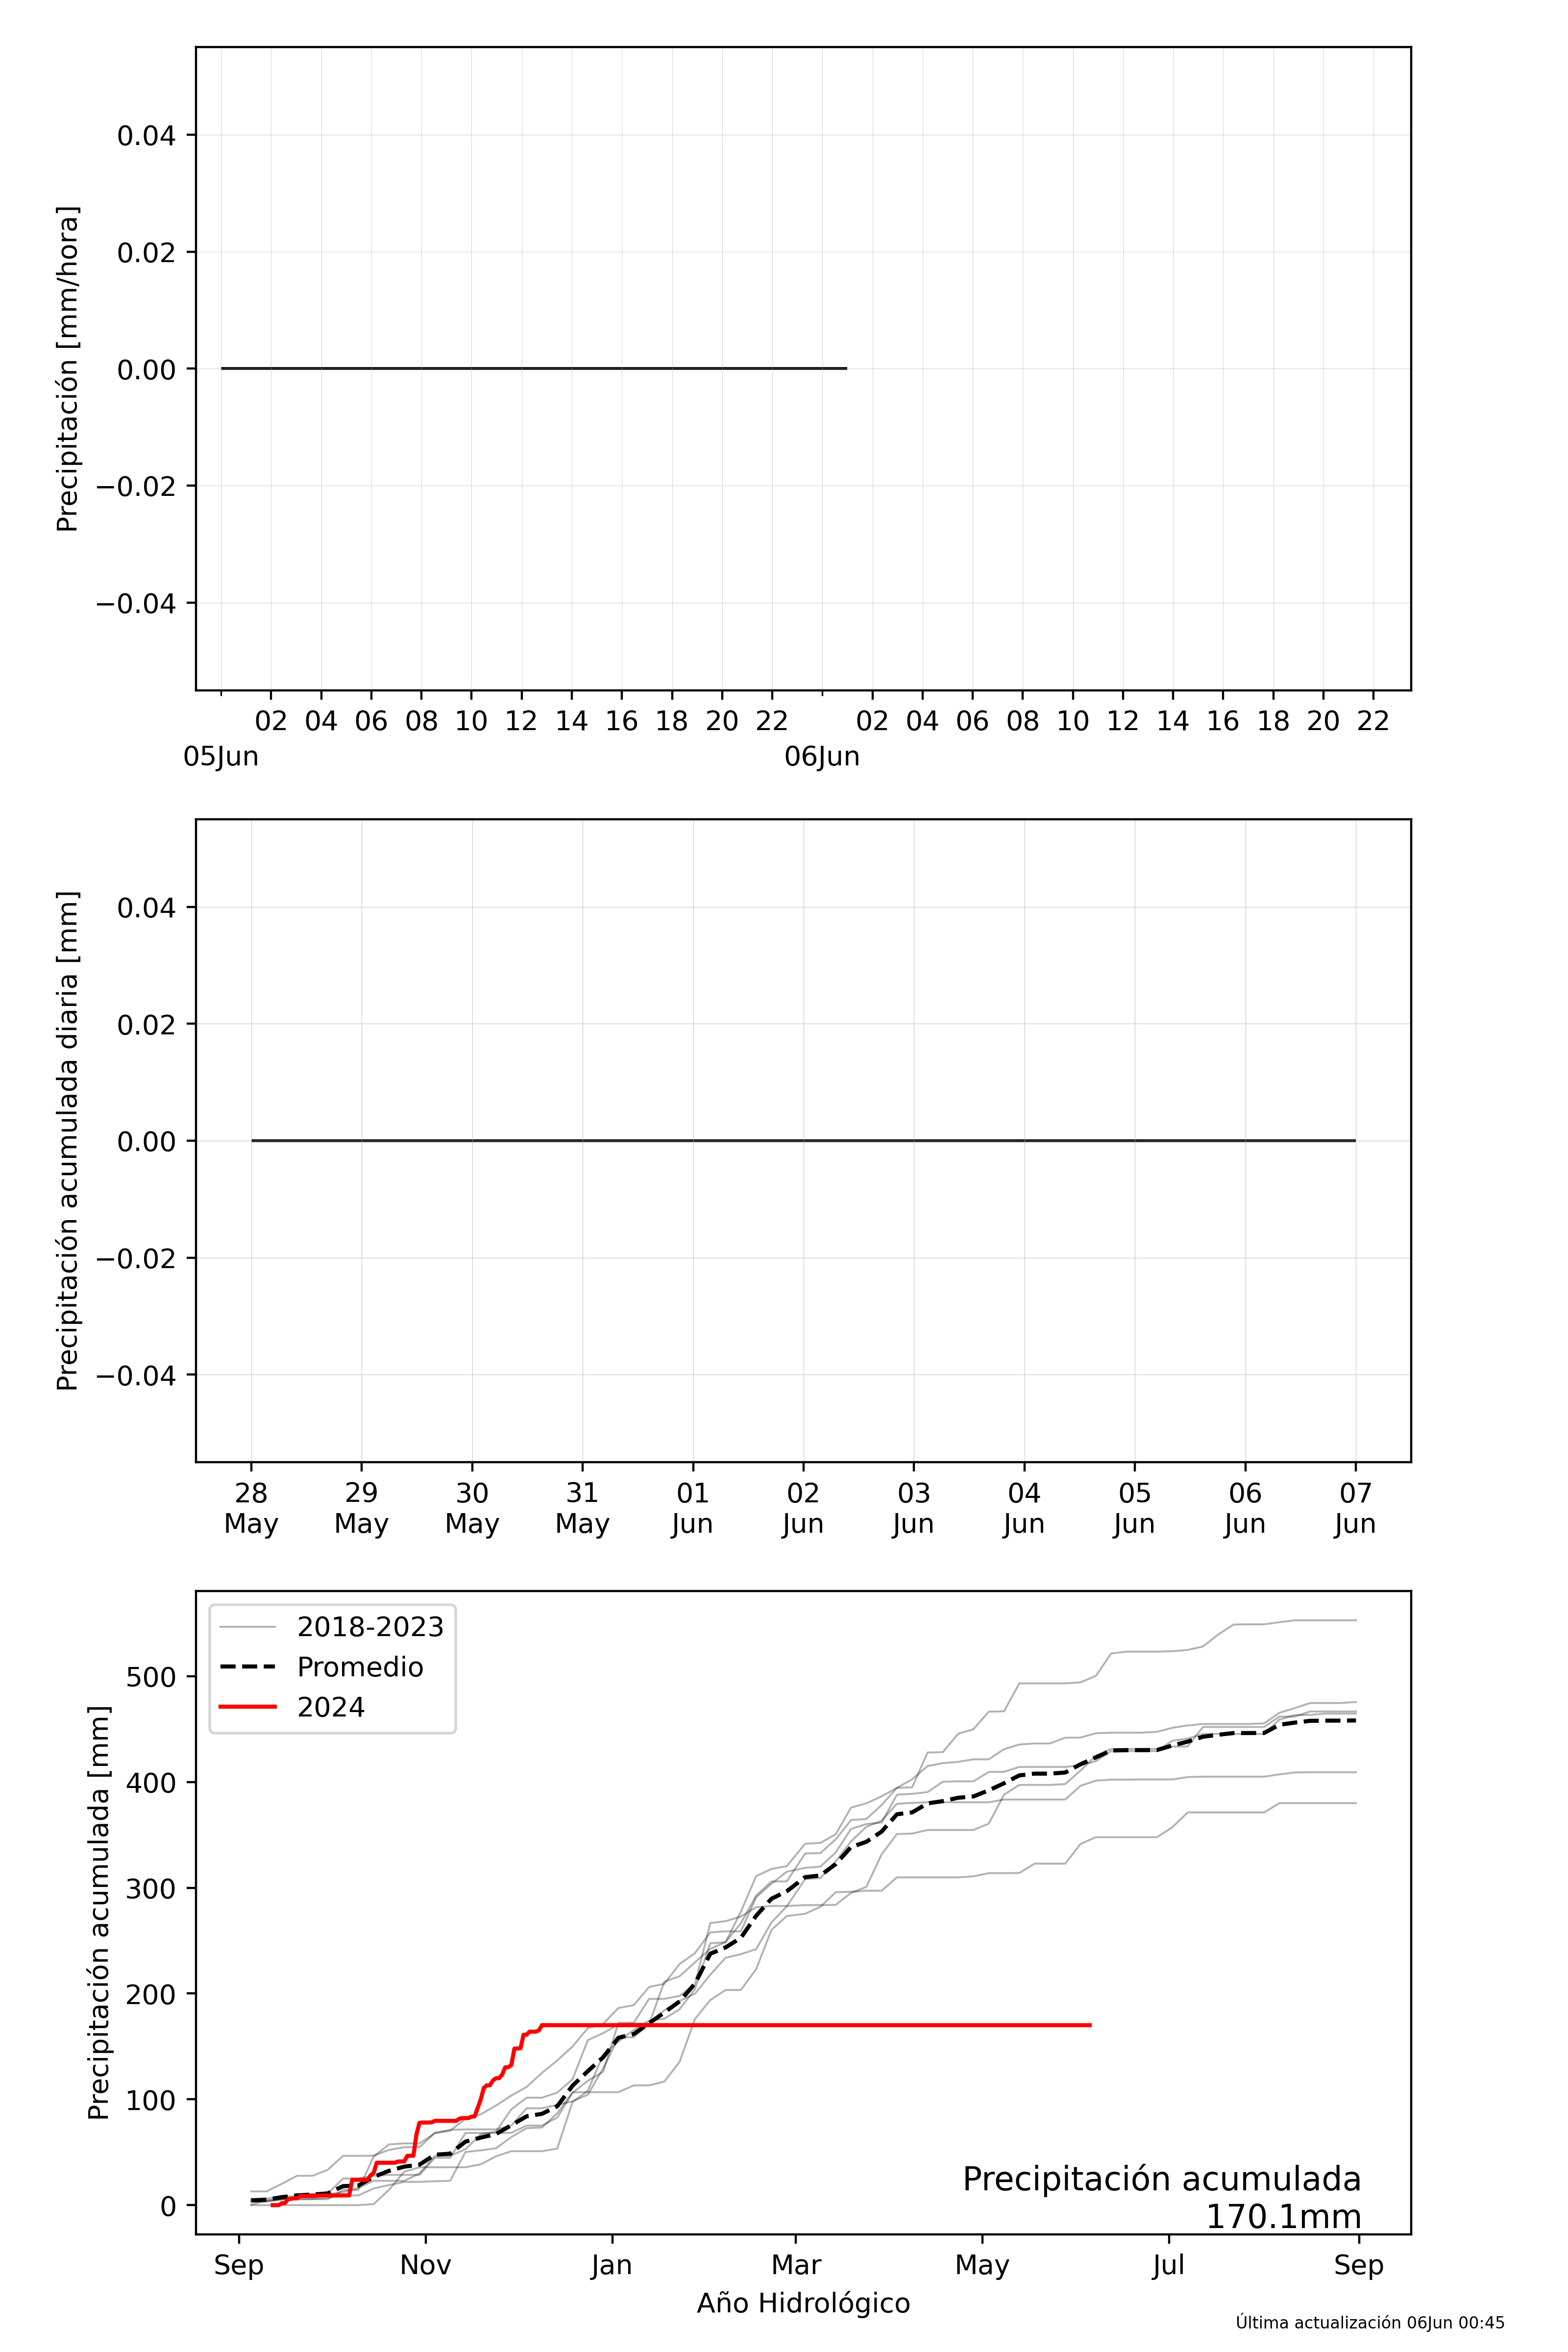 Precipitación [mm/hora]
0.04
0.02
0.00
−0.02
−0.04
02 04 06 08 10 12 14 16 18 20 22 02 04 06 08 10 12 14 16 18 20 22
05Jun 06Jun
Precipitación acumulada diaria [mm]
0.04
0.02
0.00
−0.02
−0.04
28 29 30 31 01 02 03 04 05 06 07
May May May May Jun Jun Jun Jun Jun Jun Jun
Precipitación acumulada [mm]
500
400
300
200
100
0
2018-2023
Promedio
2024
Precipitación acumulada
170.1mm
Sep Nov Jan Mar May Jul Sep
Año Hidrológico
Última actualización 06Jun 00:45